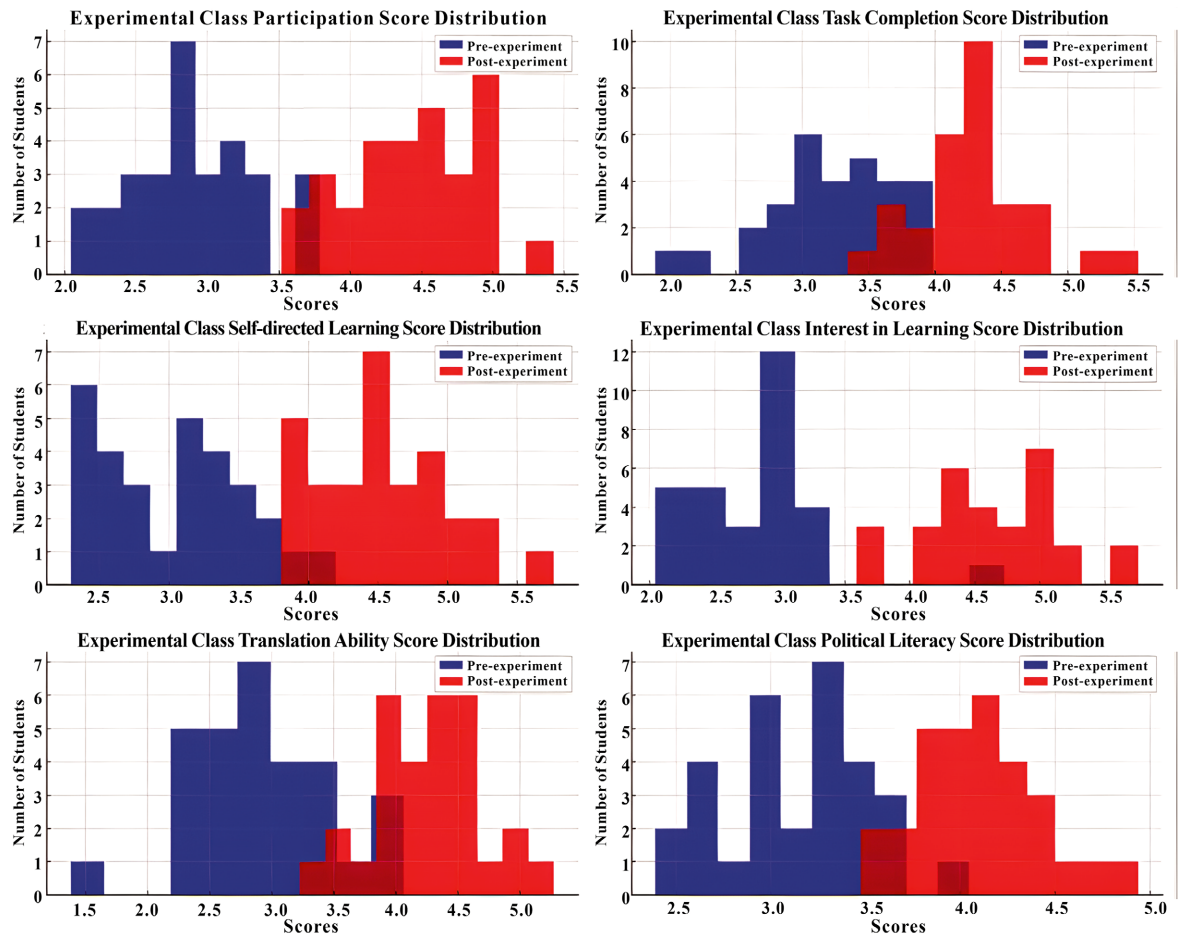 Experimental Class Participation Score Distribution
7
6
5
4
3
2
1
0
Number of Students
Pre-experiment
Post-experiment
2.0 2.5 3.0 3.5 4.0 4.5 5.0 5.5
Scores
Experimental Class Task Completion Score Distribution
10
8
6
4
2
0
Number of Students
Pre-experiment
Post-experiment
2.0 2.5 3.0 3.5 4.0 4.5 5.0 5.5
Scores
Experimental Class Self-directed Learning Score Distribution
7
6
5
4
3
2
1
0
Number of Students
Pre-experiment
Post-experiment
2.5 3.0 3.5 4.0 4.5 5.0 5.5
Scores
Experimental Class Interest in Learning Score Distribution
12
10
8
6
4
2
0
Number of Students
Pre-experiment
Post-experiment
2.0 2.5 3.0 3.5 4.0 4.5 5.0 5.5
Scores
Experimental Class Translation Ability Score Distribution
7
6
5
4
3
2
1
0
Number of Students
Pre-experiment
Post-experiment
1.5 2.0 2.5 3.0 3.5 4.0 4.5 5.0
Scores
Experimental Class Political Literacy Score Distribution
7
6
5
4
3
2
1
0
Number of Students
Pre-experiment
Post-experiment
2.5 3.0 3.5 4.0 4.5 5.0
Scores